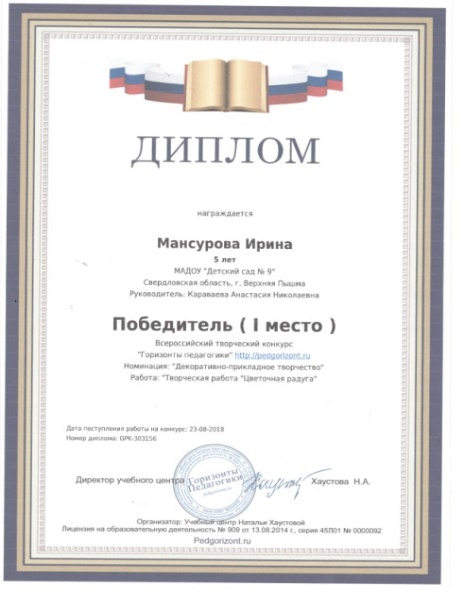 ДИПЛОМ
награждается
Мансурова Ирина
5 лет
МАДОУ "Детский сад № 9"
Свердловская область, г. Верхняя Пышма
Руководитель: Караваева Анастасия Николаевна
Победитель ( I место )
Всероссийский творческий конкурс
"Горизонты педагогики" http://pedgorizont.ru
Номинация: "Декоративно-прикладное творчество"
Работа: "Творческая работа "Цветочная радуга"
Дата поступления работы на конкурс: 23-08-2018
Номер диплома: GPK-303156
Директор учебного центра
Горизонты
Педагогики
pedgorizont.ru
Хаустова Н.А.
Организатор: Учебный центр Натальи Хаустовой
Лицензия на образовательную деятельность № 909 от 13.08.2014 г., серия 45Л01 № 0000092
Pedgorizont.ru